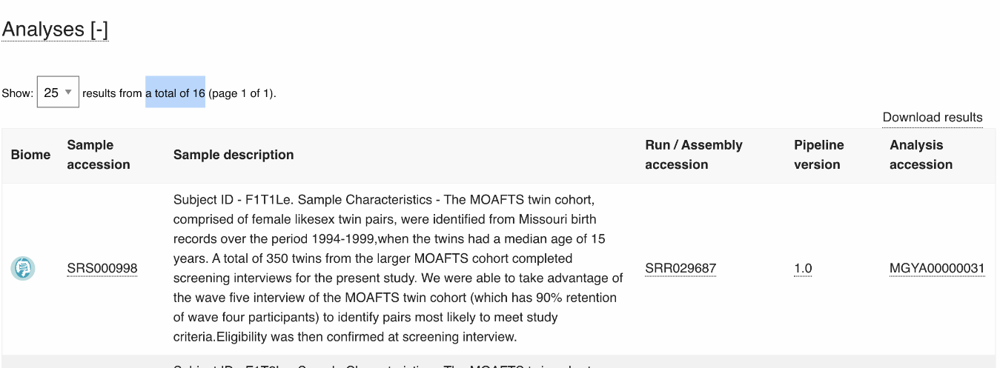 Analyses [-]
Show: 25 ▼ results from a total of 16 (page 1 of 1).
Download results
Biome Sample accession Sample description Run / Assembly accession Pipeline version Analysis accession
Subject ID - F1T1Le. Sample Characteristics - The MOAFTS twin cohort,
comprised of female likesex twin pairs, were identified from Missouri birth
records over the period 1994-1999,when the twins had a median age of 15
years. A total of 350 twins from the larger MOAFTS cohort completed
SRS000998 SRR029687 1.0 MGYA00000031
screening interviews for the present study. We were able to take advantage of
the wave five interview of the MOAFTS twin cohort (which has 90% retention
of wave four participants) to identify pairs most likely to meet study
criteria.Eligibility was then confirmed at screening interview.